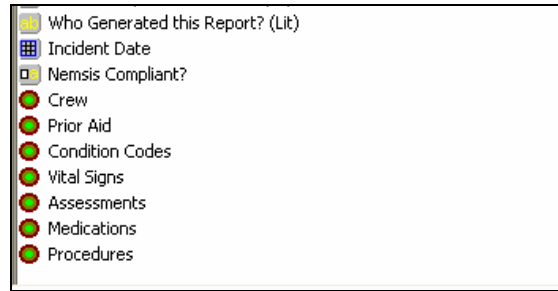 Who Generated this Report? (Lit)
Incident Date
Nemsis Compliant?
Crew
Prior Aid
Condition Codes
Vital Signs
Assessments
Medications
Procedures